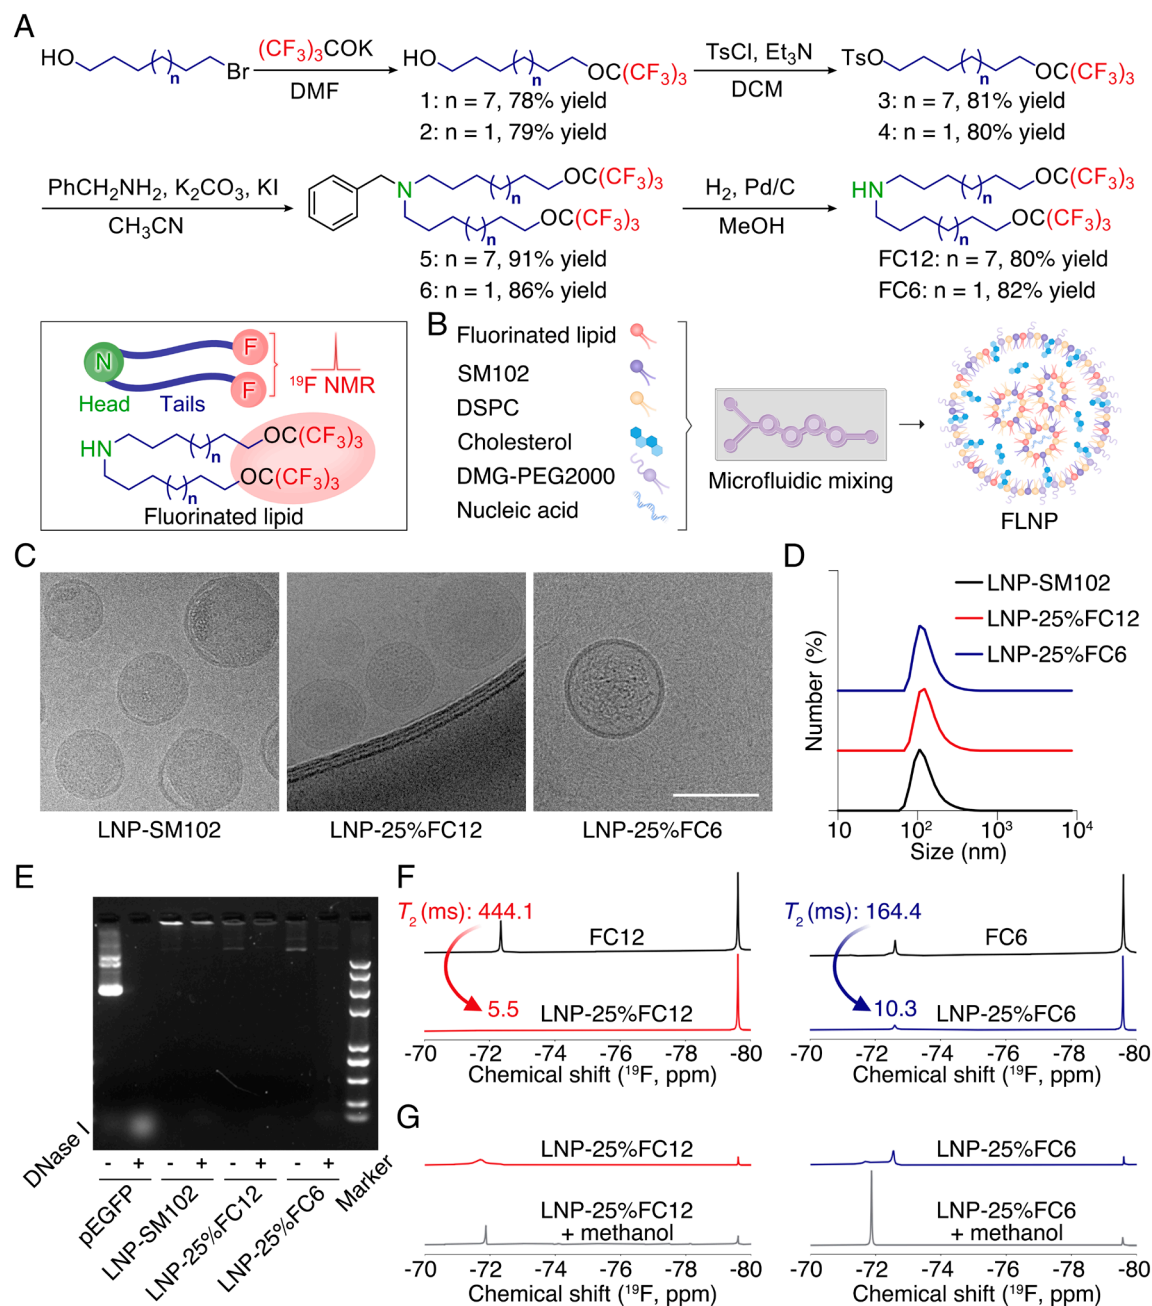 A
HO
n
Br
(CF₃)₃COK
DMF
HO
n
OC(CF₃)₃
1: n = 7, 78% yield
2: n = 1, 79% yield
TsCl, Et₃N
DCM
TsO
n
OC(CF₃)₃
3: n = 7, 81% yield
4: n = 1, 80% yield
PhCH₂NH₂, K₂CO₃, KI
CH₃CN
N
n
OC(CF₃)₃
n
OC(CF₃)₃
5: n = 7, 91% yield
6: n = 1, 86% yield
H₂, Pd/C
MeOH
HN
n
OC(CF₃)₃
n
OC(CF₃)₃
FC12: n = 7, 80% yield
FC6: n = 1, 82% yield
N
F
F
¹⁹F NMR
Head
Tails
HN
n
OC(CF₃)₃
n
OC(CF₃)₃
Fluorinated lipid
B
Fluorinated lipid
SM102
DSPC
Cholesterol
DMG-PEG2000
Nucleic acid
Microfluidic mixing
FLNP
C
LNP-SM102
LNP-25%FC12
LNP-25%FC6
D
LNP-SM102
LNP-25%FC12
LNP-25%FC6
Number (%)
10 10² 10³ 10⁴
Size (nm)
E
DNase I
- + - + - + - +
pEGFP
LNP-SM102
LNP-25%FC12
LNP-25%FC6
Marker
F
T₂ (ms): 444.1
FC12
5.5
LNP-25%FC12
-70 -72 -74 -76 -78 -80
Chemical shift (¹⁹F, ppm)
T₂ (ms): 164.4
FC6
10.3
LNP-25%FC6
-70 -72 -74 -76 -78 -80
Chemical shift (¹⁹F, ppm)
G
LNP-25%FC12
LNP-25%FC12
+ methanol
-70 -72 -74 -76 -78 -80
Chemical shift (¹⁹F, ppm)
LNP-25%FC6
LNP-25%FC6
+ methanol
-70 -72 -74 -76 -78 -80
Chemical shift (¹⁹F, ppm)